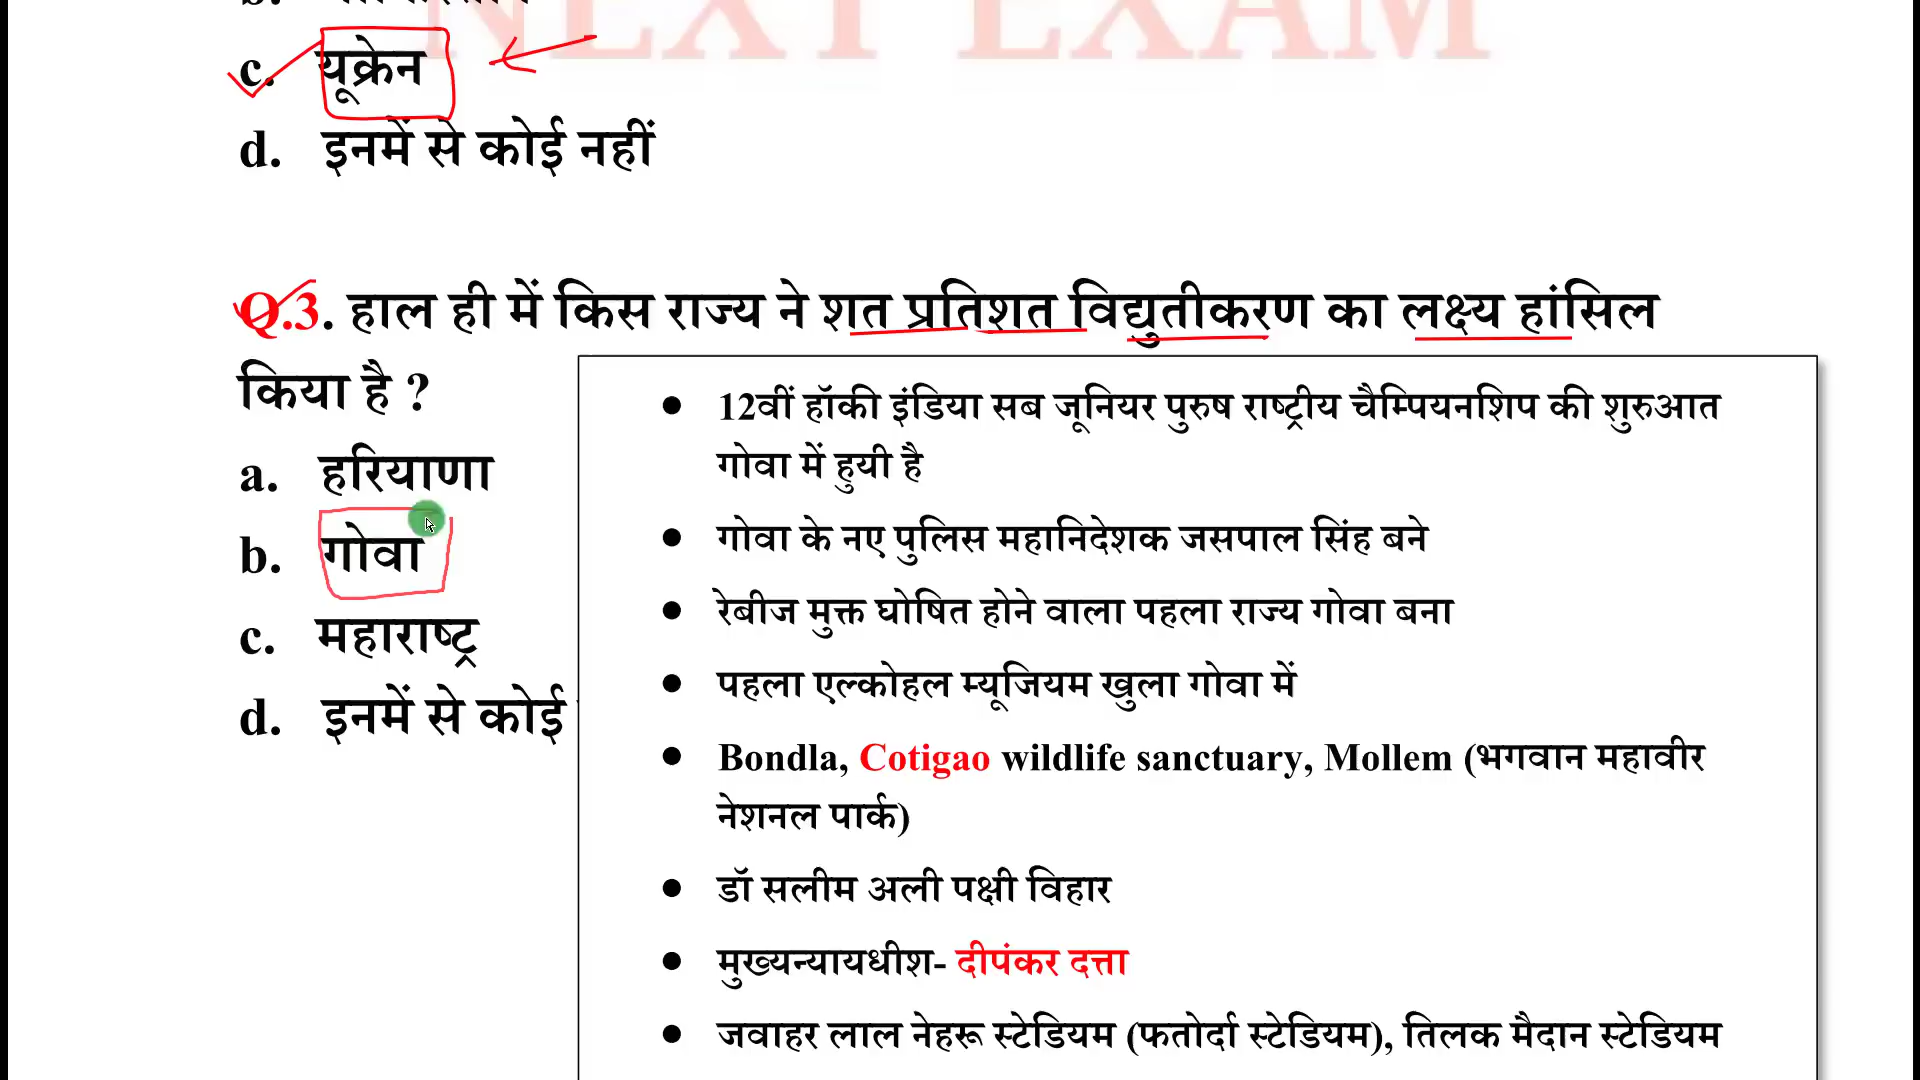 NEXT EXAM
c. यूक्रेन
d. इनमें से कोई नहीं
Q.3. हाल ही में किस राज्य ने शत प्रतिशत विद्युतीकरण का लक्ष्य हांसिल
किया है ?
a. हरियाणा
b. गोवा
c. महाराष्ट्र
d. इनमें से कोई
● 12वीं हॉकी इंडिया सब जूनियर पुरुष राष्ट्रीय चैम्पियनशिप की शुरुआत
गोवा में हुयी है
● गोवा के नए पुलिस महानिदेशक जसपाल सिंह बने
● रेबीज मुक्त घोषित होने वाला पहला राज्य गोवा बना
● पहला एल्कोहल म्यूजियम खुला गोवा में
● Bondla, Cotigao wildlife sanctuary, Mollem (भगवान महावीर
नेशनल पार्क)
● डॉ सलीम अली पक्षी विहार
● मुख्यन्यायधीश- दीपंकर दत्ता
● जवाहर लाल नेहरू स्टेडियम (फतोर्दा स्टेडियम), तिलक मैदान स्टेडियम